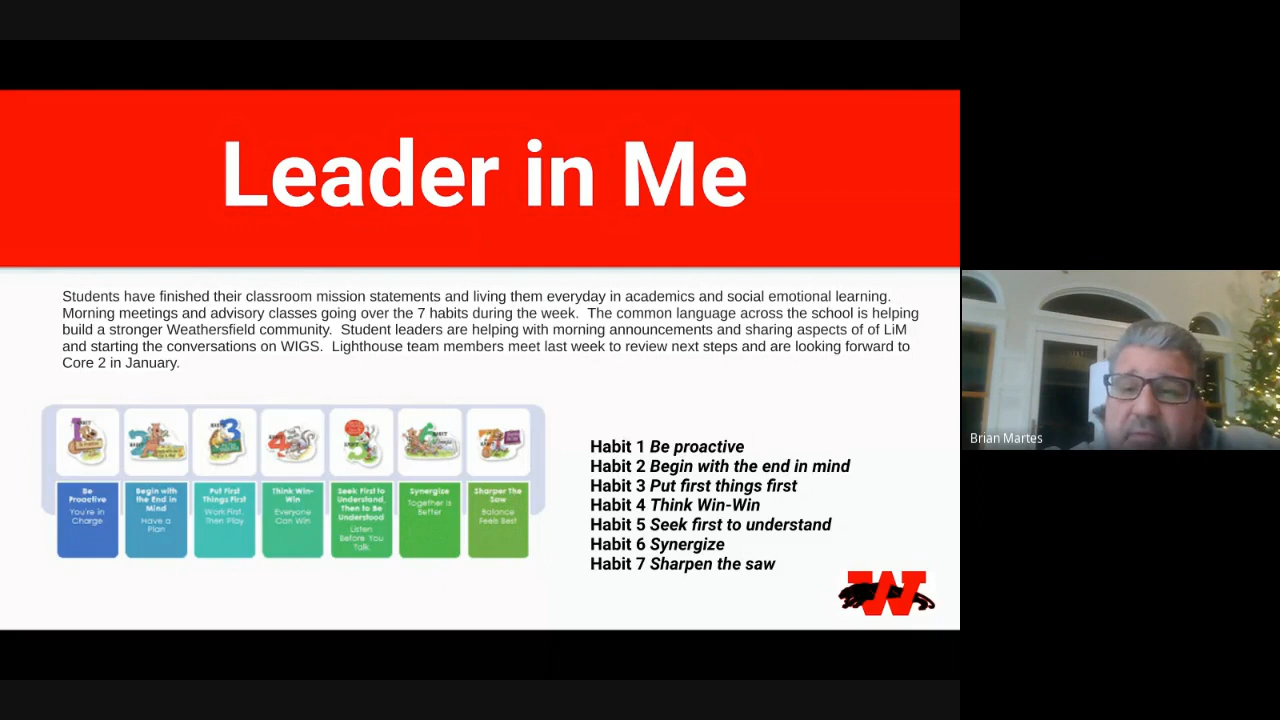 Leader in Me
Students have finished their classroom mission statements and living them everyday in academics and social emotional learning.
Morning meetings and advisory classes going over the 7 habits during the week.  The common language across the school is helping
build a stronger Weathersfield community.  Student leaders are helping with morning announcements and sharing aspects of of LiM
and starting the conversations on WIGS.  Lighthouse team members meet last week to review next steps and are looking forward to
Core 2 in January.
Be
Proactive
You're in
Charge
Begin with
the End in
Mind
Have a
Plan
Put First
Things First
Work First,
Then Play
Think Win-
Win
Everyone
Can Win
Seek First to
Understand,
Then to Be
Understood
Listen
Before You
Talk
Synergize
Together is
Better
Sharpen The
Saw
Balance
Feels Best
Habit 1 Be proactive
Habit 2 Begin with the end in mind
Habit 3 Put first things first
Habit 4 Think Win-Win
Habit 5 Seek first to understand
Habit 6 Synergize
Habit 7 Sharpen the saw
W
Brian Martes